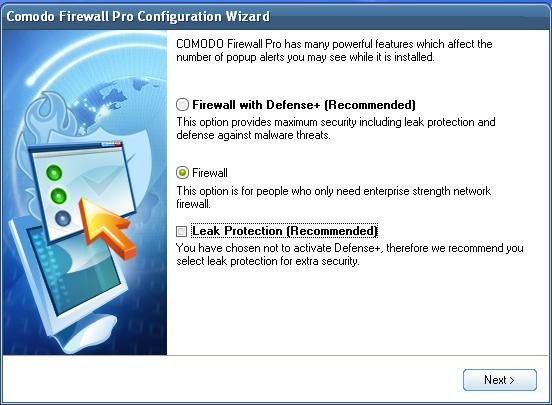 Comodo Firewall Pro Configuration Wizard
COMODO Firewall Pro has many powerful features which affect the
number of popup alerts you may see while it is installed.
Firewall with Defense+ (Recommended)
This option provides maximum security including leak protection and
defense against malware threats.
Firewall
This option is for people who only need enterprise strength network
firewall.
Leak Protection (Recommended)
You have chosen not to activate Defense+, therefore we recommend you
select leak protection for extra security.
Next >